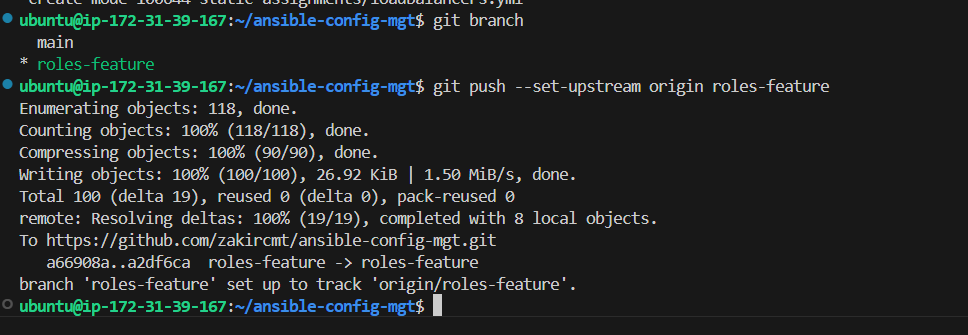 create mode 100644 static-assignments/loadbalancers.yml
ubuntu@ip-172-31-39-167:~/ansible-config-mgt$ git branch
main
* roles-feature
ubuntu@ip-172-31-39-167:~/ansible-config-mgt$ git push --set-upstream origin roles-feature
Enumerating objects: 118, done.
Counting objects: 100% (118/118), done.
Compressing objects: 100% (90/90), done.
Writing objects: 100% (100/100), 26.92 KiB | 1.50 MiB/s, done.
Total 100 (delta 19), reused 0 (delta 0), pack-reused 0
remote: Resolving deltas: 100% (19/19), completed with 8 local objects.
To https://github.com/zakircmt/ansible-config-mgt.git
a66908a..a2df6ca  roles-feature -> roles-feature
branch 'roles-feature' set up to track 'origin/roles-feature'.
ubuntu@ip-172-31-39-167:~/ansible-config-mgt$